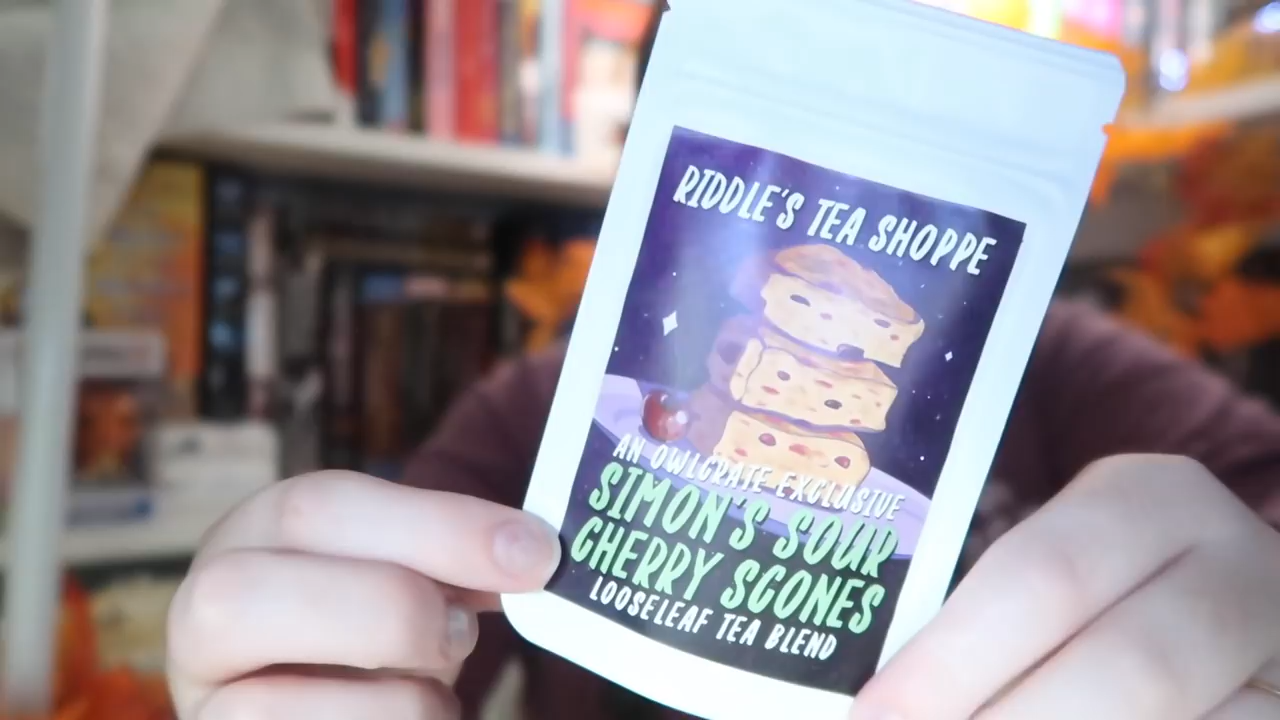 RIDDLE'S TEA SHOPPE
AN OWLCRATE EXCLUSIVE
SIMON'S SOUR
CHERRY SCONES
LOOSELEAF TEA BLEND